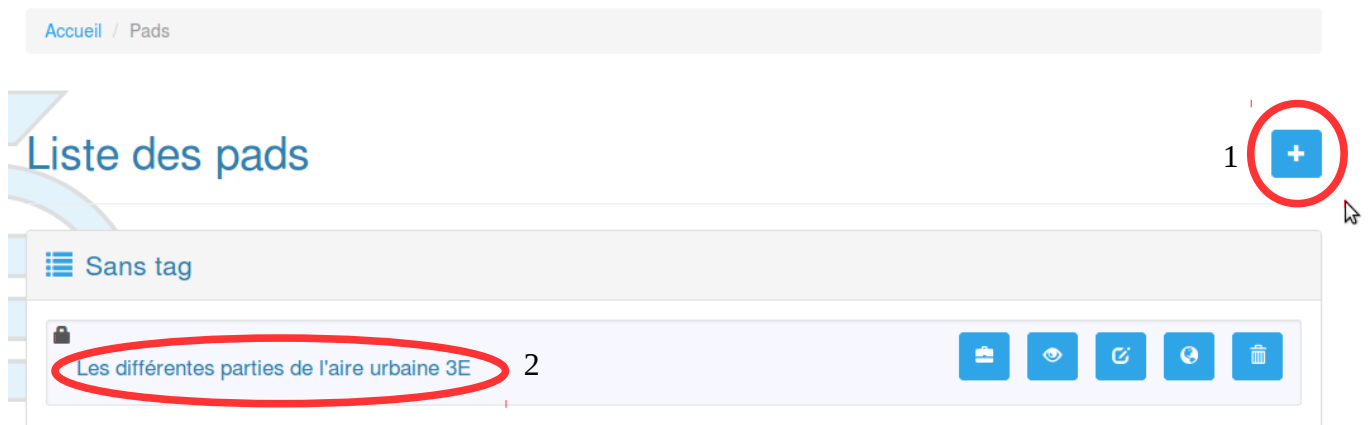 Accueil / Pads
Liste des pads
1
Sans tag
Les différentes parties de l'aire urbaine 3E
2